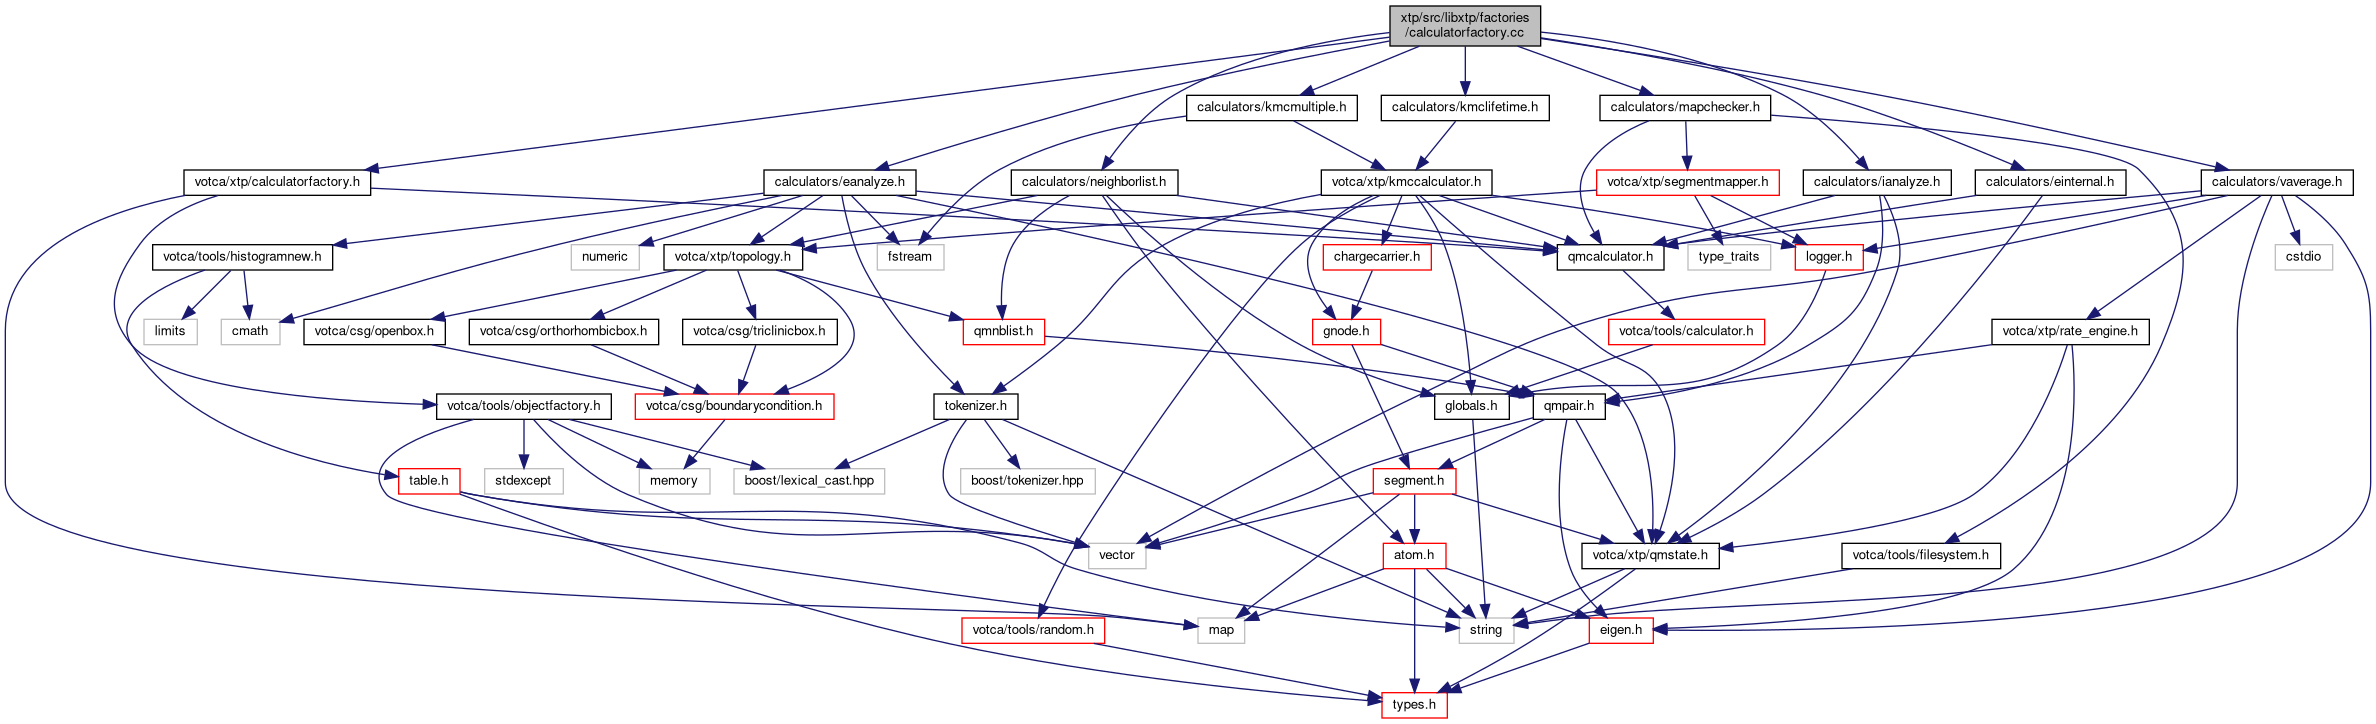 xtp/src/libxtp/factories
/calculatorfactory.cc
calculators/kmcmultiple.h
calculators/kmclifetime.h
calculators/mapchecker.h
votca/xtp/calculatorfactory.h
calculators/eanalyze.h
calculators/neighborlist.h
votca/xtp/kmccalculator.h
votca/xtp/segmentmapper.h
calculators/ianalyze.h
calculators/einternal.h
calculators/vaverage.h
votca/tools/histogramnew.h
numeric
votca/xtp/topology.h
fstream
chargecarrier.h
qmcalculator.h
type_traits
logger.h
cstdio
limits
cmath
votca/csg/openbox.h
votca/csg/orthorhombicbox.h
votca/csg/triclinicbox.h
qmnblist.h
gnode.h
votca/tools/calculator.h
votca/xtp/rate_engine.h
votca/tools/objectfactory.h
votca/csg/boundarycondition.h
tokenizer.h
globals.h
qmpair.h
table.h
stdexcept
memory
boost/lexical_cast.hpp
boost/tokenizer.hpp
segment.h
vector
atom.h
votca/xtp/qmstate.h
votca/tools/filesystem.h
votca/tools/random.h
map
string
eigen.h
types.h